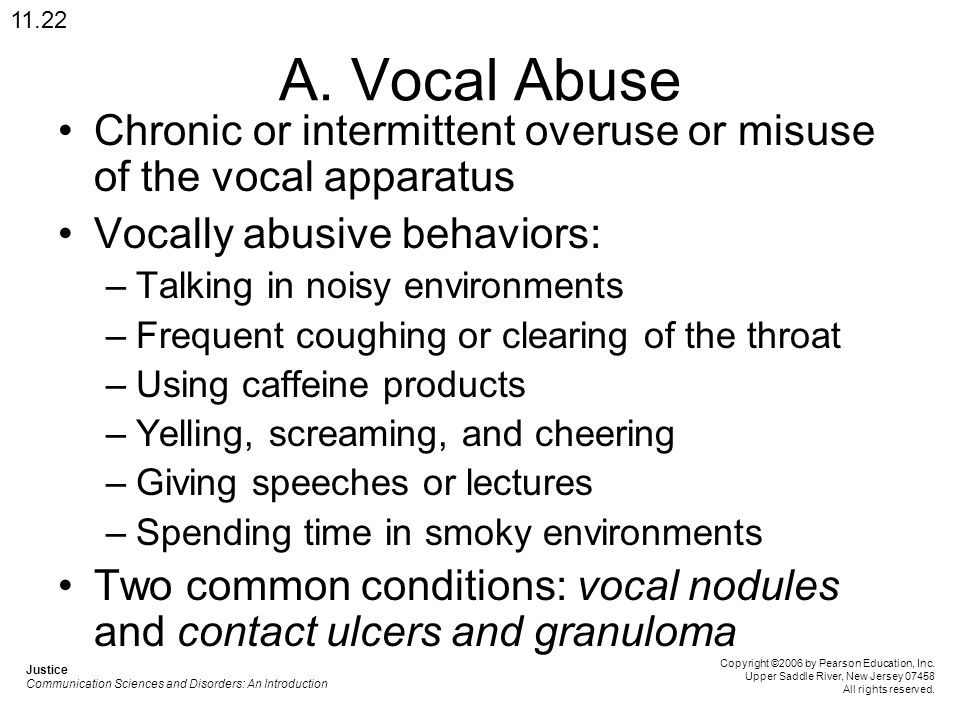 11.22
A. Vocal Abuse
• Chronic or intermittent overuse or misuse
of the vocal apparatus
• Vocally abusive behaviors:
– Talking in noisy environments
– Frequent coughing or clearing of the throat
– Using caffeine products
– Yelling, screaming, and cheering
– Giving speeches or lectures
– Spending time in smoky environments
• Two common conditions: vocal nodules
and contact ulcers and granuloma
Justice
Communication Sciences and Disorders: An Introduction
Copyright ©2006 by Pearson Education, Inc.
Upper Saddle River, New Jersey 07458
All rights reserved.